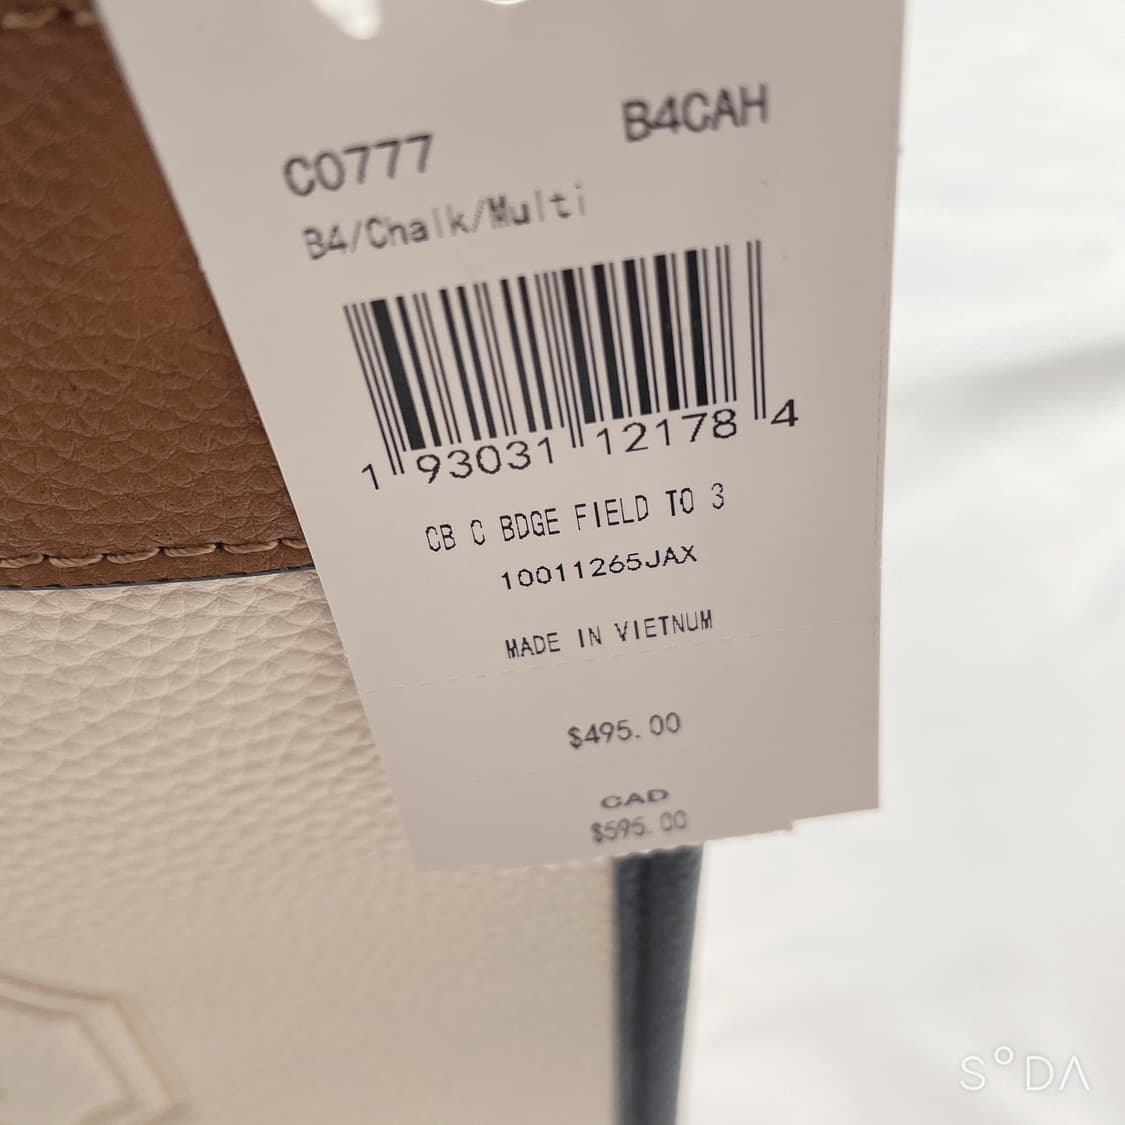 C0777 B4CAH
B4/Chalk/Multi
1 93031 12178 4
CB C BDGE FIELD TO 3
10011265JAX
MADE IN VIETNUM
$495.00
CAD
$595.00
SODA